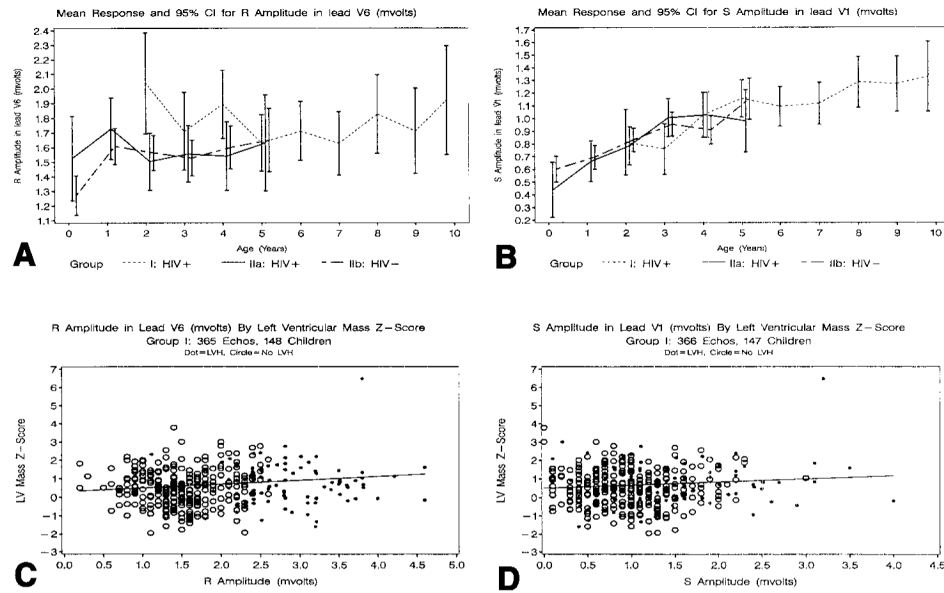 Mean Response and 95% CI for R Amplitude in lead V6 (mvolts)
R Amplitude in lead V6 (mvolts)
2.4
2.3
2.2
2.1
2.0
1.9
1.8
1.7
1.6
1.5
1.4
1.3
1.2
1.1
0 1 2 3 4 5 6 7 8 9 10
Age (Years)
A
Group I: HIV+ IIa: HIV+ IIb: HIV−
Mean Response and 95% CI for S Amplitude in lead V1 (mvolts)
S Amplitude in lead V1 (mvolts)
1.7
1.6
1.5
1.4
1.3
1.2
1.1
1.0
0.9
0.8
0.7
0.6
0.5
0.4
0.3
0.2
0 1 2 3 4 5 6 7 8 9 10
Age (Years)
B
Group I: HIV+ IIa: HIV+ IIb: HIV−
R Amplitude in Lead V6 (mvolts) By Left Ventricular Mass Z−Score
Group I: 365 Echos, 148 Children
Dot=LVH, Circle=No LVH
LV Mass Z−Score
7
6
5
4
3
2
1
0
−1
−2
−3
0.0 0.5 1.0 1.5 2.0 2.5 3.0 3.5 4.0 4.5 5.0
C
R Amplitude (mvolts)
S Amplitude in Lead V1 (mvolts) By Left Ventricular Mass Z−Score
Group I: 366 Echos, 147 Children
Dot=LVH, Circle=No LVH
LV Mass Z−Score
7
6
5
4
3
2
1
0
−1
−2
−3
0.0 0.5 1.0 1.5 2.0 2.5 3.0 3.5 4.0 4.5
D
S Amplitude (mvolts)